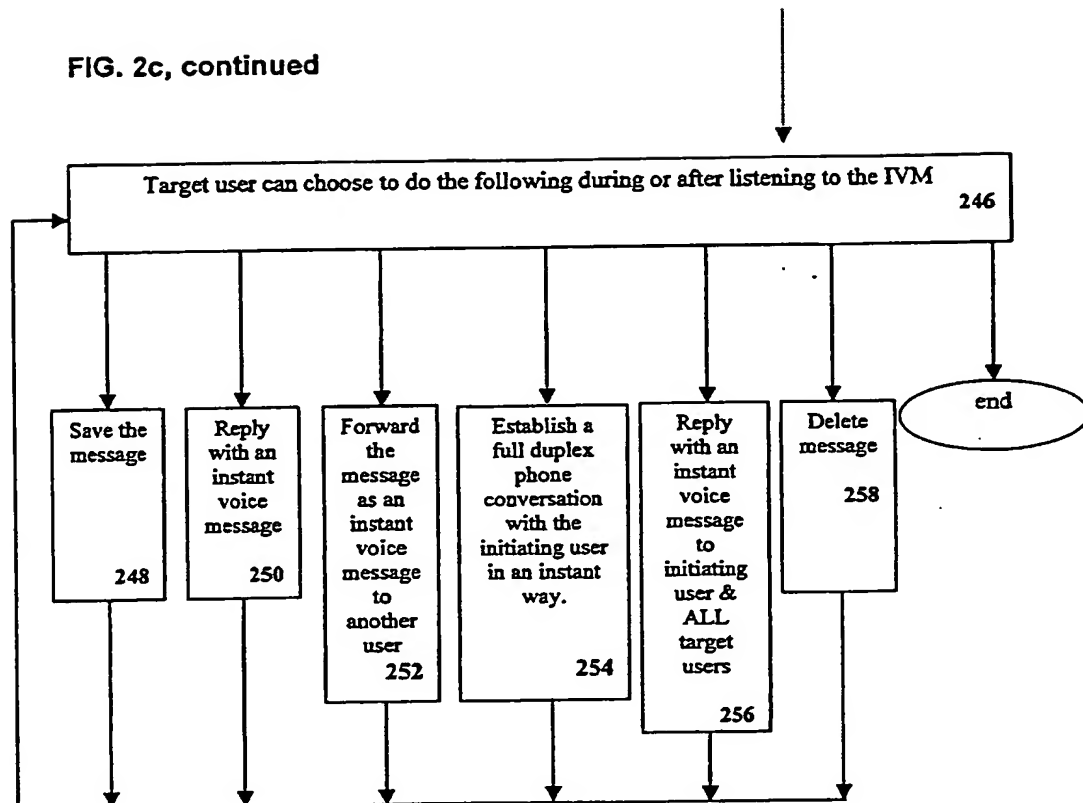 FIG. 2c, continued
Target user can choose to do the following during or after listening to the IVM
246
Save the
message
248
Reply
with an
instant
voice
message
250
Forward
the
message
as an
instant
voice
message
to
another
user
252
Establish a
full duplex
phone
conversation
with the
initiating user
in an instant
way.
254
Reply
with an
instant
voice
message
to
initiating
user &
ALL
target
users
256
Delete
message
258
end